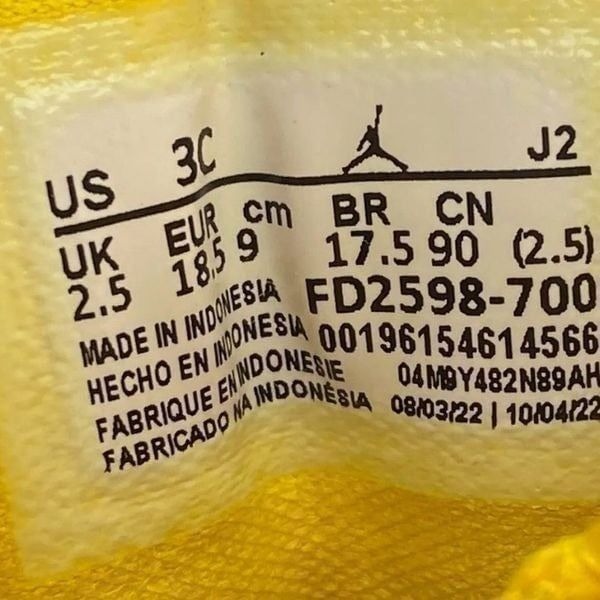 US 3C J2
UK EUR cm BR CN
2.5 18.5 9 17.5 90 (2.5)
MADE IN INDONESIA
HECHO EN INDONESIA
FABRIQUE EN INDONESIE
FABRICADO NA INDONÉSIA
FD2598-700
00196154614566
04M9Y482N89AH
08/03/22 | 10/04/22